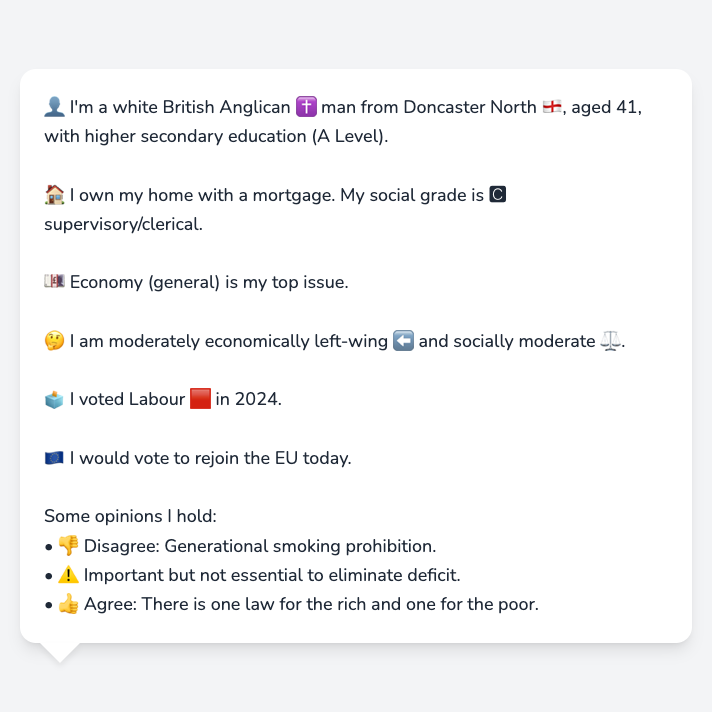 👤 I'm a white British Anglican ✝️ man from Doncaster North 🏴󠁧󠁢󠁥󠁮󠁧󠁿, aged 41,
with higher secondary education (A Level).
🏠 I own my home with a mortgage. My social grade is 🅲
supervisory/clerical.
💷 Economy (general) is my top issue.
🤔 I am moderately economically left-wing ⬅️ and socially moderate ⚖️.
🗳️ I voted Labour 🟥 in 2024.
🇪🇺 I would vote to rejoin the EU today.
Some opinions I hold:
• 👎 Disagree: Generational smoking prohibition.
• ⚠️ Important but not essential to eliminate deficit.
• 👍 Agree: There is one law for the rich and one for the poor.